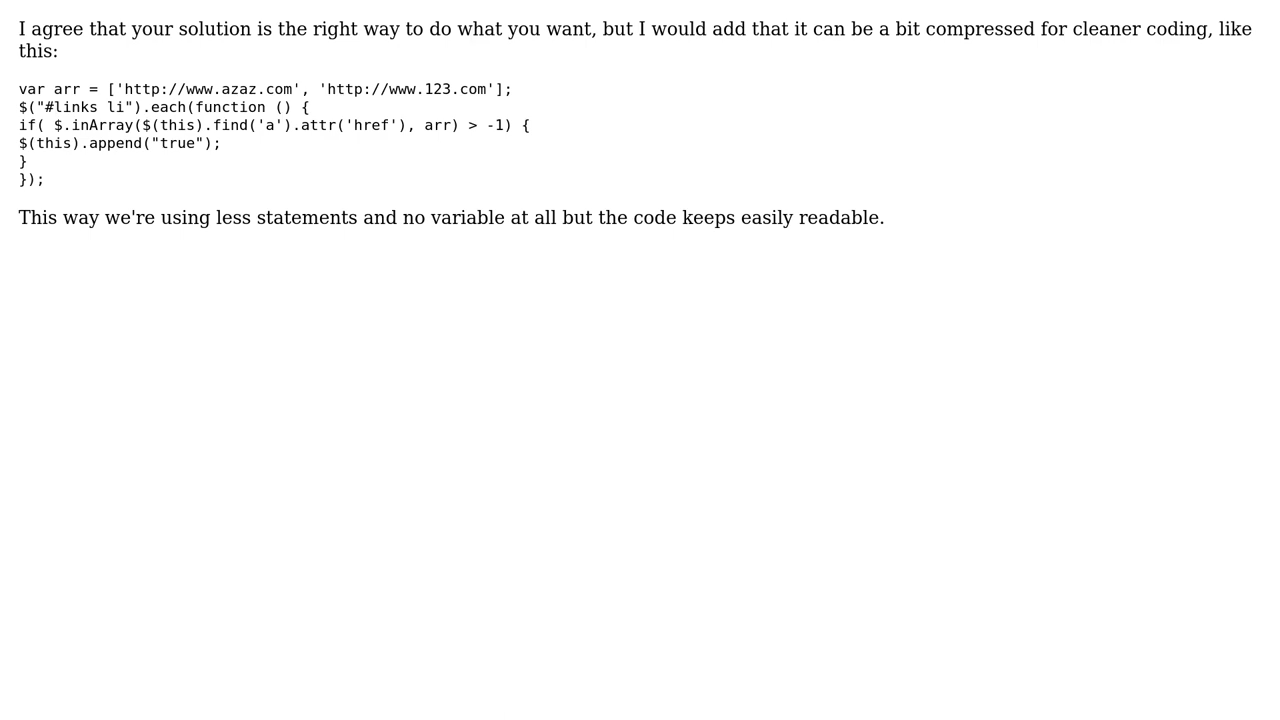 I agree that your solution is the right way to do what you want, but I would add that it can be a bit compressed for cleaner coding, like
this:
var arr = ['http://www.azaz.com', 'http://www.123.com'];
$("#links li").each(function () {
if( $.inArray($(this).find('a').attr('href'), arr) > -1) {
$(this).append("true");
}
});
This way we're using less statements and no variable at all but the code keeps easily readable.